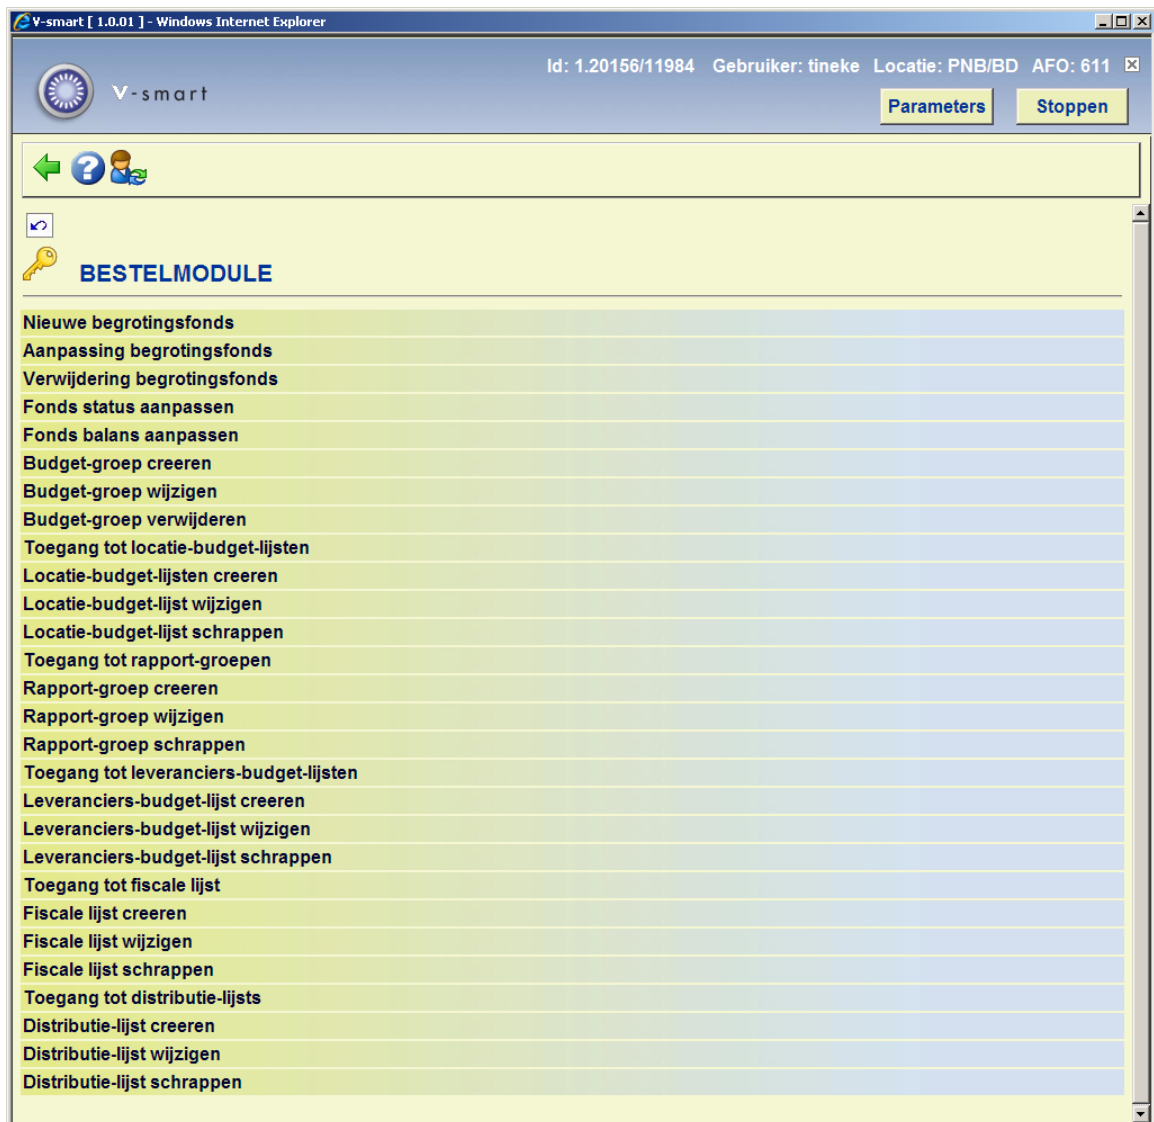 V-smart [ 1.0.01 ] - Windows Internet Explorer
Id: 1.20156/11984 Gebruiker: tineke Locatie: PNB/BD AFO: 611
V-smart
Parameters Stoppen
BESTELMODULE
Nieuwe begrotingsfonds
Aanpassing begrotingsfonds
Verwijdering begrotingsfonds
Fonds status aanpassen
Fonds balans aanpassen
Budget-groep creeren
Budget-groep wijzigen
Budget-groep verwijderen
Toegang tot locatie-budget-lijsten
Locatie-budget-lijsten creeren
Locatie-budget-lijst wijzigen
Locatie-budget-lijst schrappen
Toegang tot rapport-groepen
Rapport-groep creeren
Rapport-groep wijzigen
Rapport-groep schrappen
Toegang tot leveranciers-budget-lijsten
Leveranciers-budget-lijst creeren
Leveranciers-budget-lijst wijzigen
Leveranciers-budget-lijst schrappen
Toegang tot fiscale lijst
Fiscale lijst creeren
Fiscale lijst wijzigen
Fiscale lijst schrappen
Toegang tot distributie-lijsts
Distributie-lijst creeren
Distributie-lijst wijzigen
Distributie-lijst schrappen